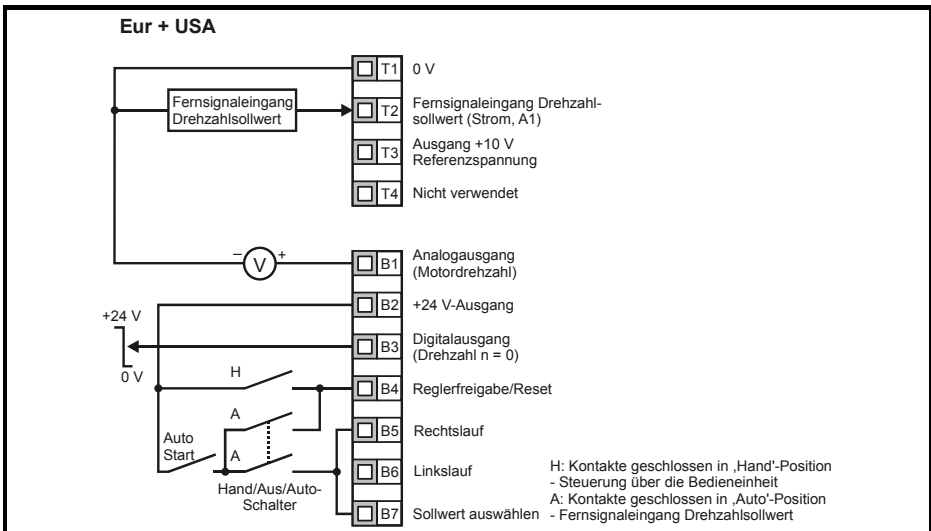 Eur + USA
T1 0 V
Fernsignaleingang
Drehzahlsollwert
T2 Fernsignaleingang Drehzahl-
sollwert (Strom, A1)
T3 Ausgang +10 V
Referenzspannung
T4 Nicht verwendet
– V +
B1 Analogausgang
(Motordrehzahl)
B2 +24 V-Ausgang
+24 V
0 V
B3 Digitalausgang
(Drehzahl n = 0)
H
B4 Reglerfreigabe/Reset
A
B5 Rechtslauf
Auto
Start
A
B6 Linkslauf
Hand/Aus/Auto-
Schalter
B7 Sollwert auswählen
H: Kontakte geschlossen in ‚Hand'-Position
- Steuerung über die Bedieneinheit
A: Kontakte geschlossen in ‚Auto'-Position
- Fernsignaleingang Drehzahlsollwert